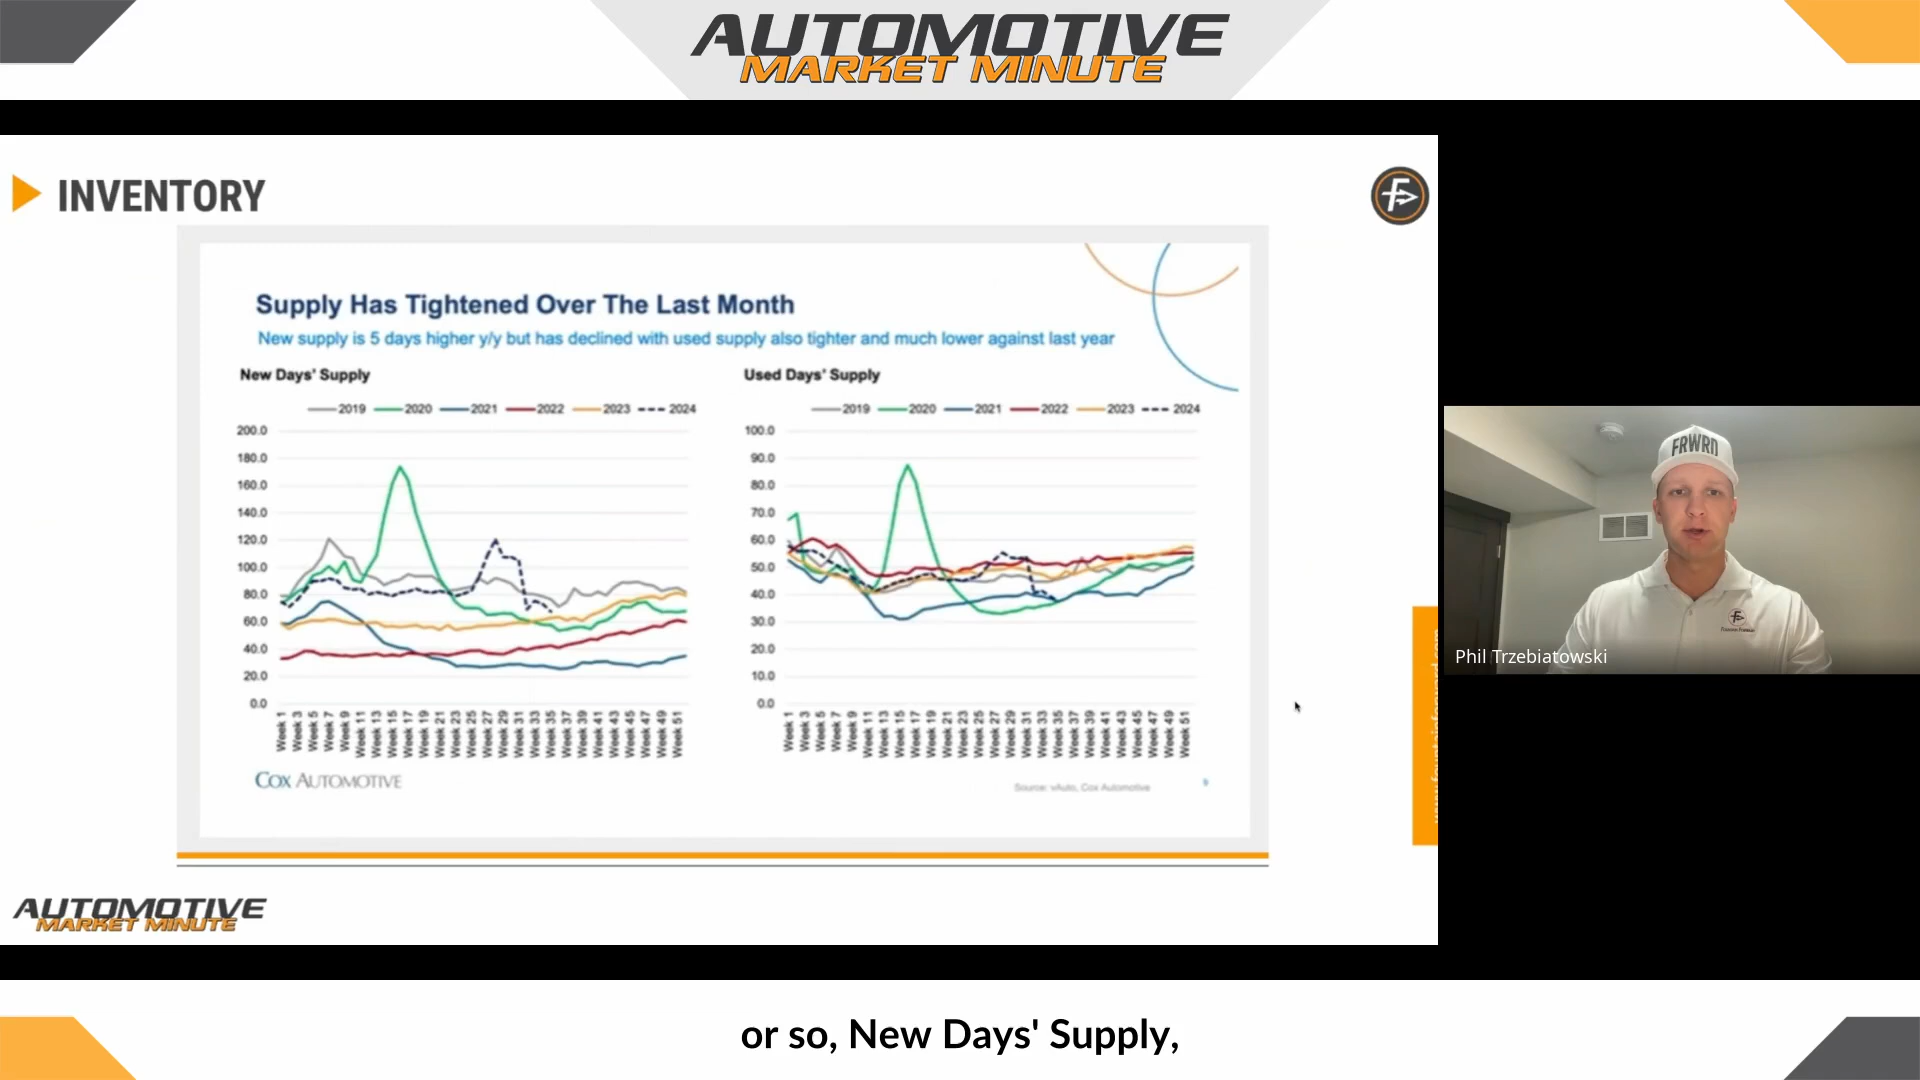 AUTOMOTIVE
MARKET MINUTE
INVENTORY
Supply Has Tightened Over The Last Month
New supply is 5 days higher y/y but has declined with used supply also tighter and much lower against last year
New Days' Supply
2019 2020 2021 2022 2023 2024
200.0
180.0
160.0
140.0
120.0
100.0
80.0
60.0
40.0
20.0
0.0
Week 1 Week 3 Week 5 Week 7 Week 9 Week 11 Week 13 Week 15 Week 17 Week 19 Week 21 Week 23 Week 25 Week 27 Week 29 Week 31 Week 33 Week 35 Week 37 Week 39 Week 41 Week 43 Week 45 Week 47 Week 49 Week 51
Used Days' Supply
2019 2020 2021 2022 2023 2024
100.0
90.0
80.0
70.0
60.0
50.0
40.0
30.0
20.0
10.0
0.0
Week 1 Week 3 Week 5 Week 7 Week 9 Week 11 Week 13 Week 15 Week 17 Week 19 Week 21 Week 23 Week 25 Week 27 Week 29 Week 31 Week 33 Week 35 Week 37 Week 39 Week 41 Week 43 Week 45 Week 47 Week 49 Week 51
COX AUTOMOTIVE
Source: vAuto, Cox Automotive
9
FRWRD
Phil Trzebiatowski
AUTOMOTIVE
MARKET MINUTE
or so, New Days' Supply,